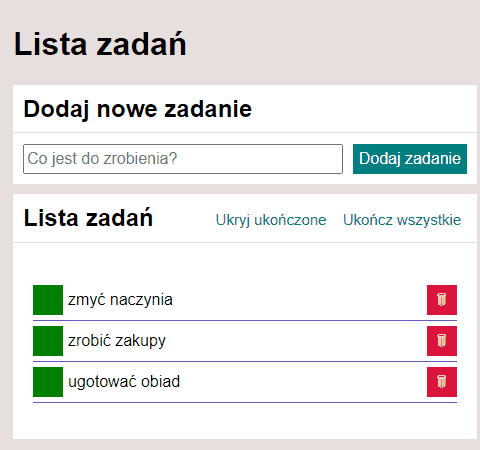 Lista zadań
Dodaj nowe zadanie
Co jest do zrobienia? Dodaj zadanie
Lista zadań Ukryj ukończone Ukończ wszystkie
zmyć naczynia
zrobić zakupy
ugotować obiad